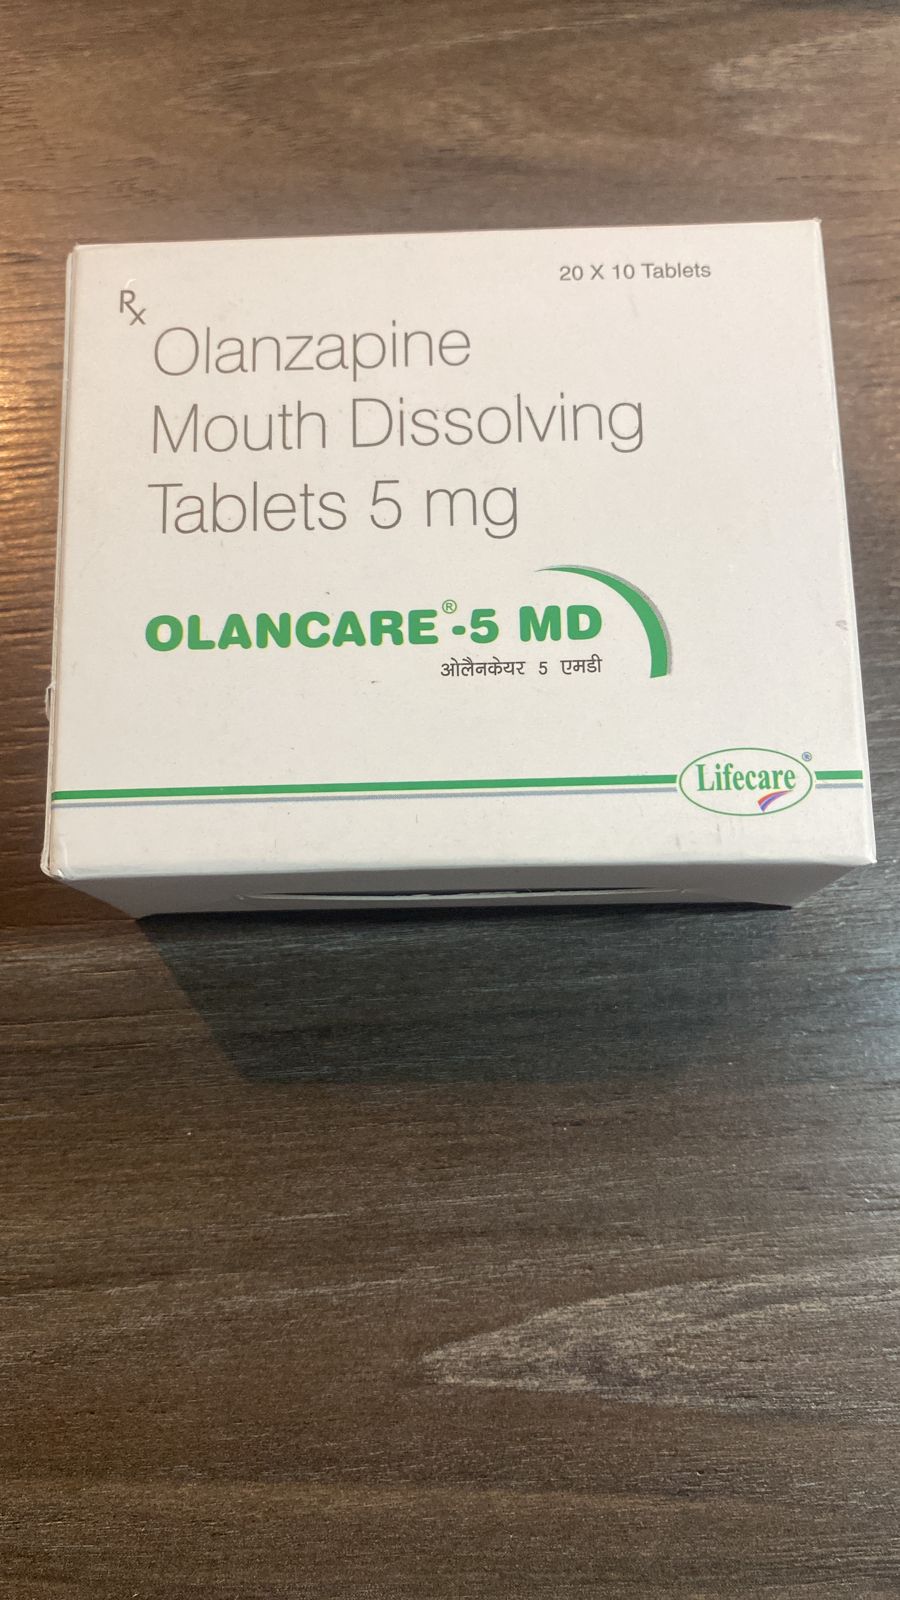 20 X 10 Tablets
Rx
Olanzapine
Mouth Dissolving
Tablets 5 mg
OLANCARE®-5 MD
ओलैनकेयर 5 एमडी
Lifecare®